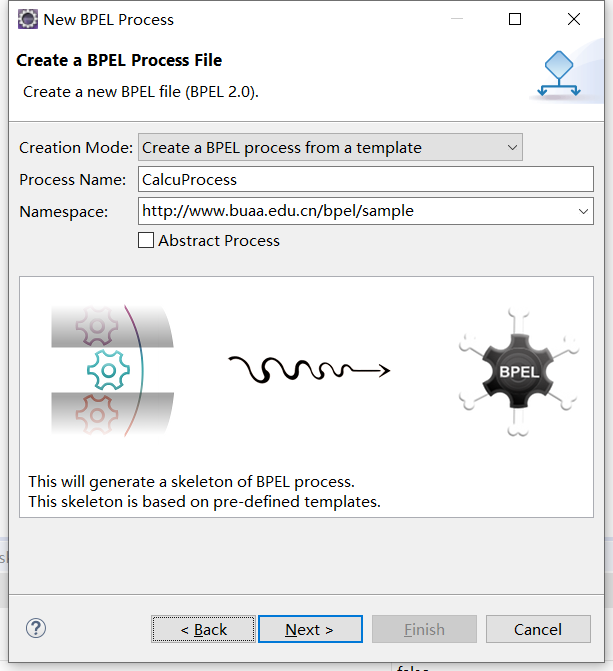 New BPEL Process
Create a BPEL Process File
Create a new BPEL file (BPEL 2.0).
Creation Mode: Create a BPEL process from a template
Process Name: CalcuProcess
Namespace: http://www.buaa.edu.cn/bpel/sample
Abstract Process
BPEL
This will generate a skeleton of BPEL process.
This skeleton is based on pre-defined templates.
< Back Next > Finish Cancel